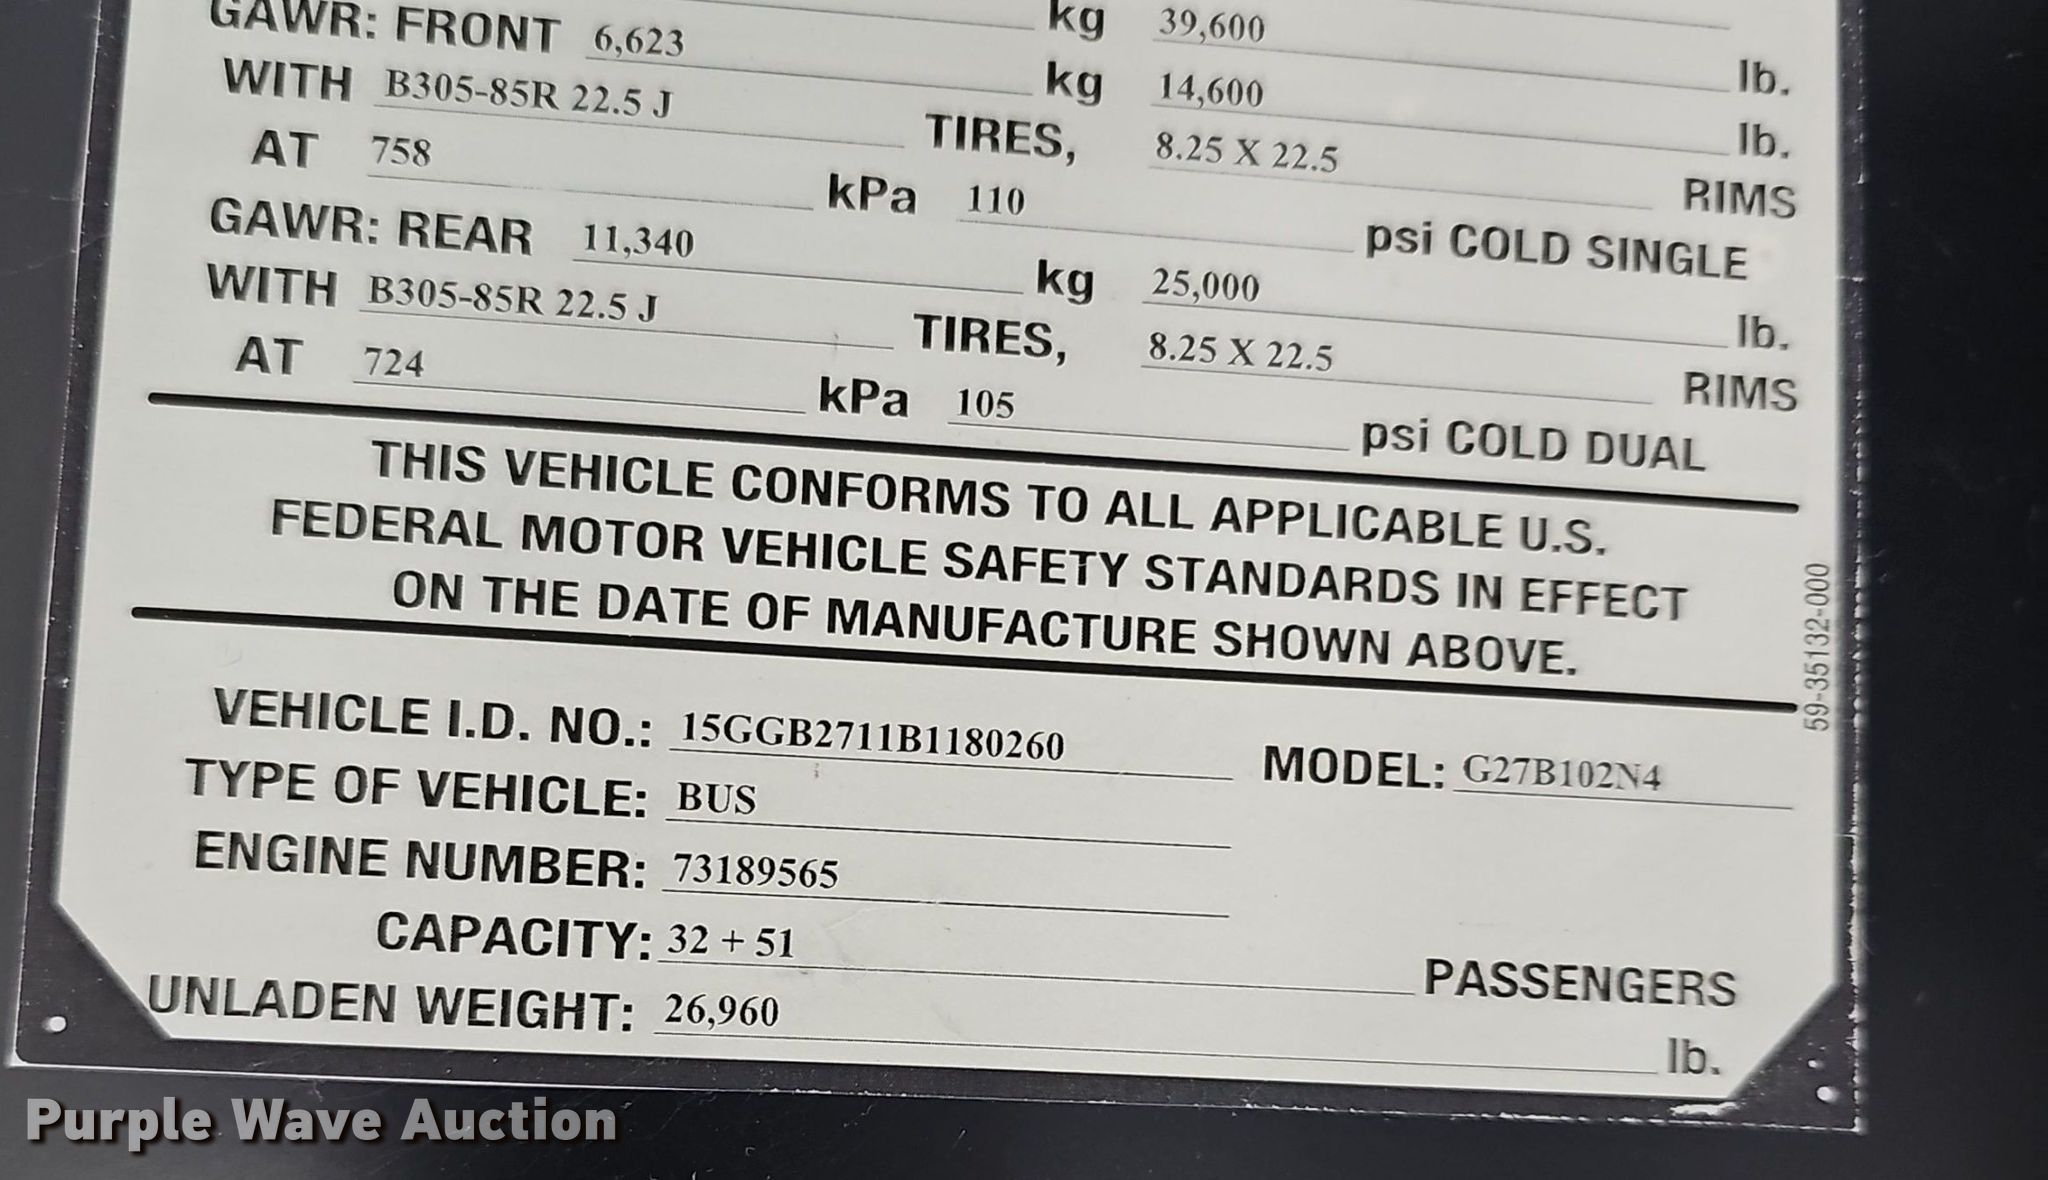 kg 39,600 lb.
GAWR: FRONT 6,623 kg 14,600 lb.
WITH B305-85R 22.5 J TIRES, 8.25 X 22.5 RIMS
AT 758 kPa 110 psi COLD SINGLE
GAWR: REAR 11,340 kg 25,000 lb.
WITH B305-85R 22.5 J TIRES, 8.25 X 22.5 RIMS
AT 724 kPa 105 psi COLD DUAL
THIS VEHICLE CONFORMS TO ALL APPLICABLE U.S.
FEDERAL MOTOR VEHICLE SAFETY STANDARDS IN EFFECT
ON THE DATE OF MANUFACTURE SHOWN ABOVE.
59-35132-000
VEHICLE I.D. NO.: 15GGB2711B1180260 MODEL: G27B102N4
TYPE OF VEHICLE: BUS
ENGINE NUMBER: 73189565
CAPACITY: 32 + 51 PASSENGERS
UNLADEN WEIGHT: 26,960 lb.
Purple Wave Auction